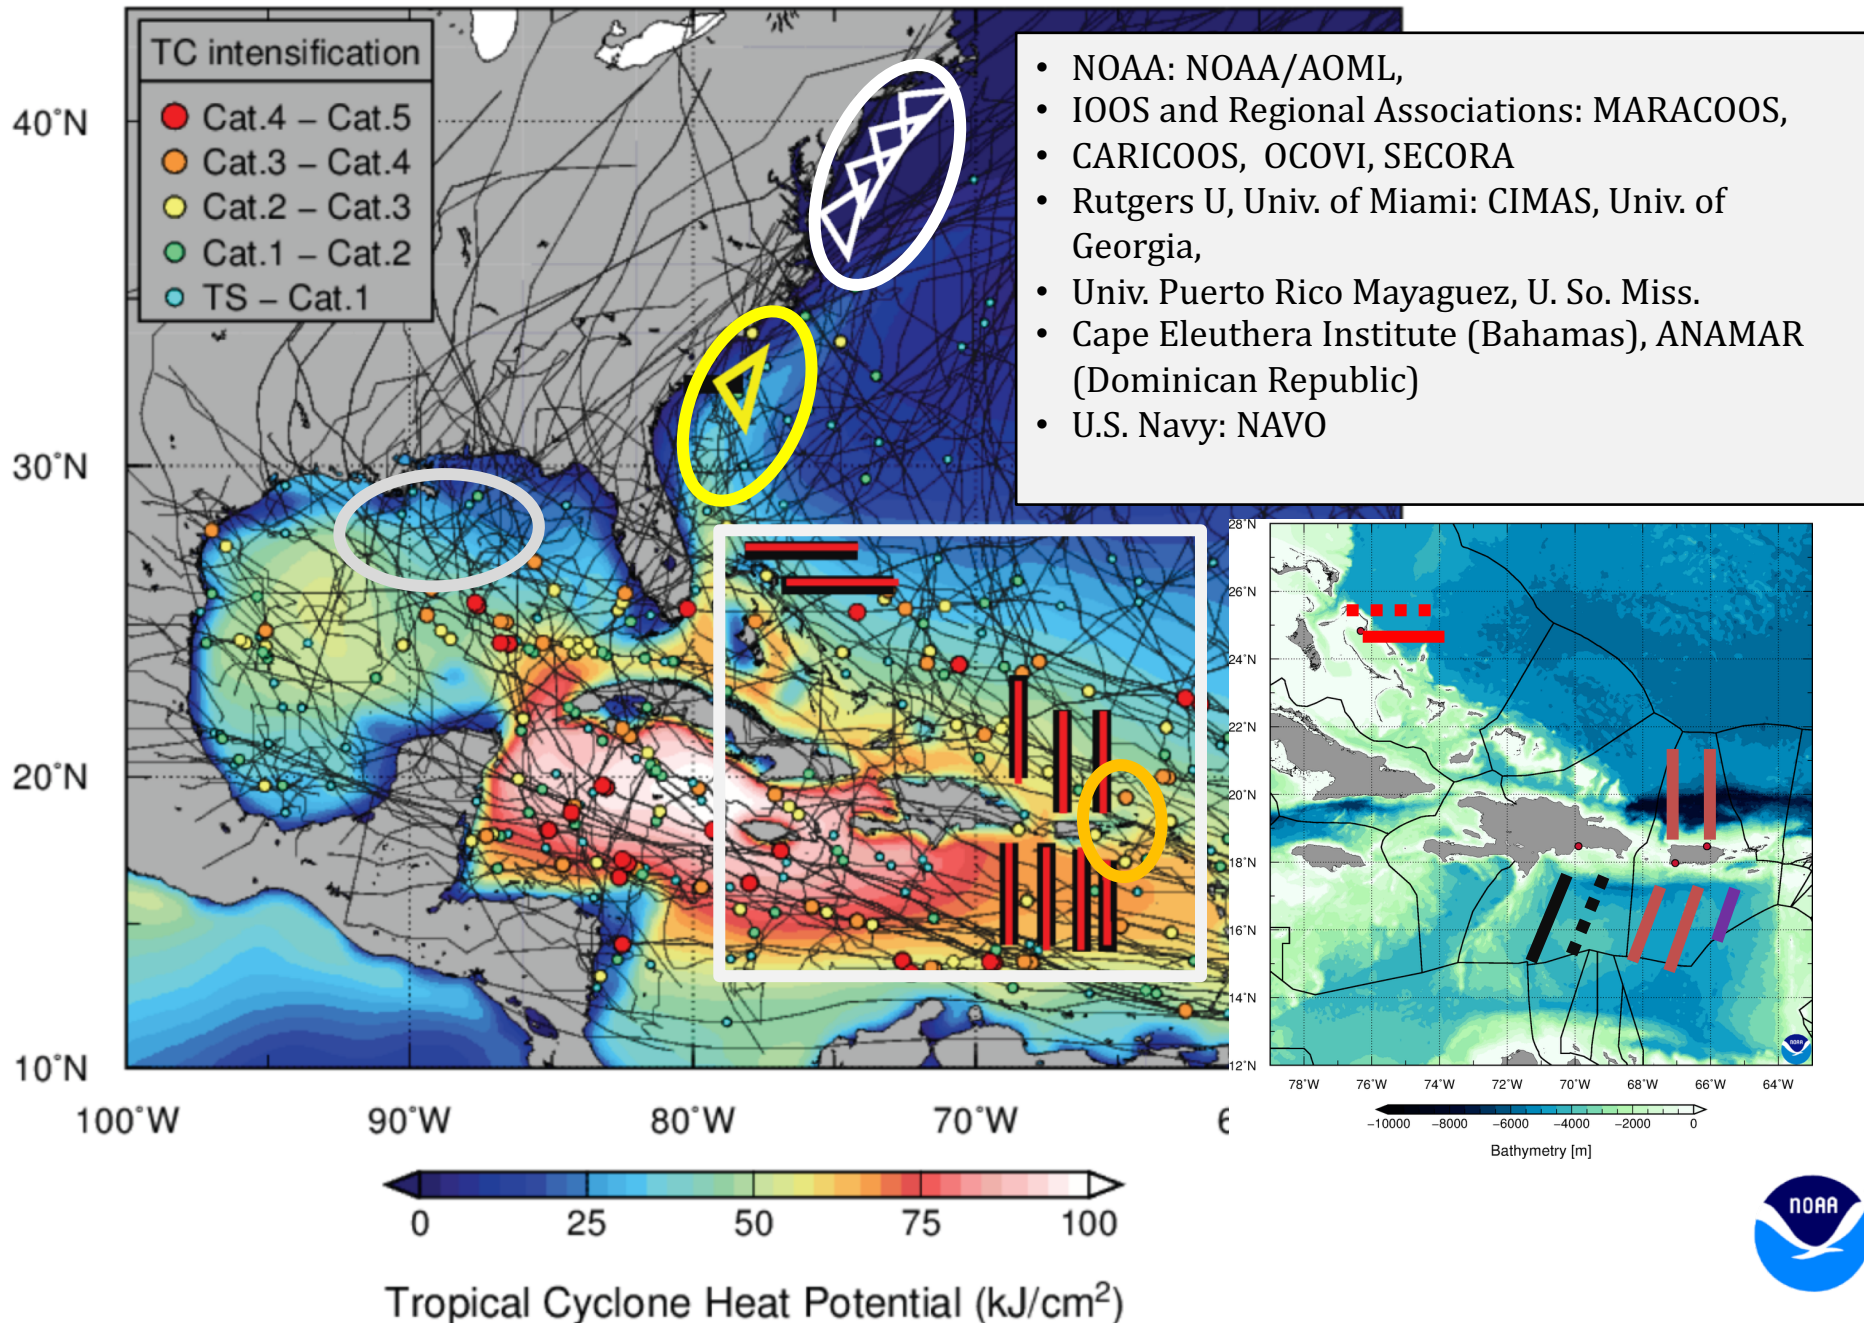 TC intensification
Cat.4 – Cat.5
Cat.3 – Cat.4
Cat.2 – Cat.3
Cat.1 – Cat.2
TS – Cat.1
• NOAA: NOAA/AOML,
• IOOS and Regional Associations: MARACOOS,
• CARICOOS, OCOVI, SECORA
• Rutgers U, Univ. of Miami: CIMAS, Univ. of
Georgia,
• Univ. Puerto Rico Mayaguez, U. So. Miss.
• Cape Eleuthera Institute (Bahamas), ANAMAR
(Dominican Republic)
• U.S. Navy: NAVO
40˚N
30˚N
20˚N
10˚N
100˚W 90˚W 80˚W 70˚W 6
0 25 50 75 100
Tropical Cyclone Heat Potential (kJ/cm²)
28˚N
26˚N
24˚N
22˚N
20˚N
18˚N
16˚N
14˚N
12˚N
NOAA
78˚W 76˚W 74˚W 72˚W 70˚W 68˚W 66˚W 64˚W
−10000 −8000 −6000 −4000 −2000 0
Bathymetry [m]
NOAA